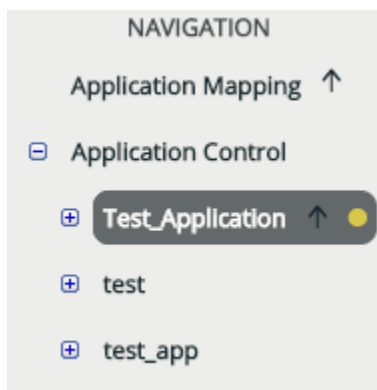 NAVIGATION
Application Mapping ↑
Application Control
Test_Application ↑
test
test_app